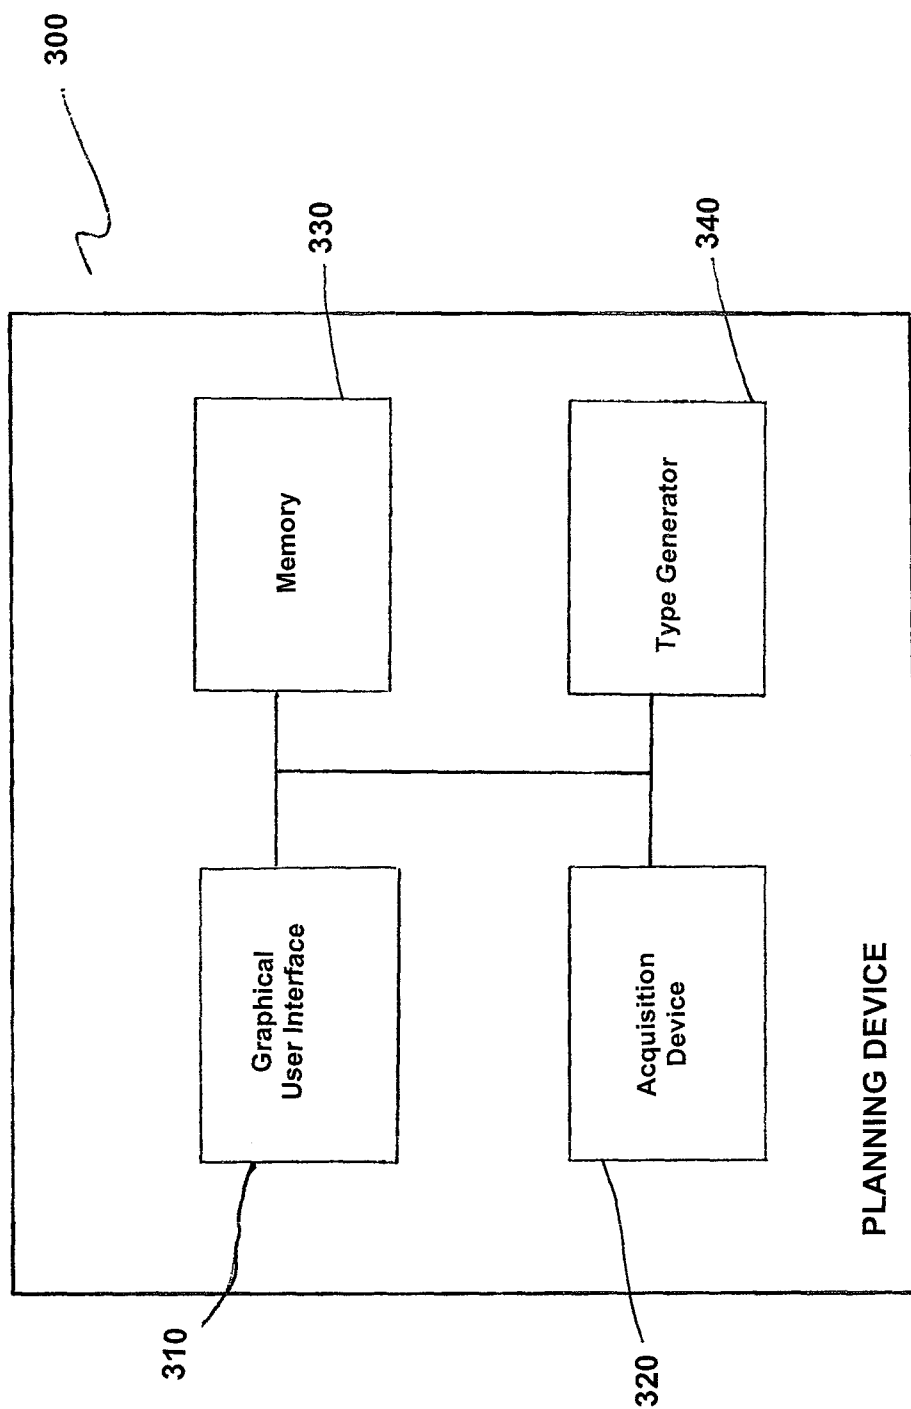 300
310
Graphical
User Interface
Memory
330
320
Acquisition
Device
Type Generator
340
PLANNING DEVICE